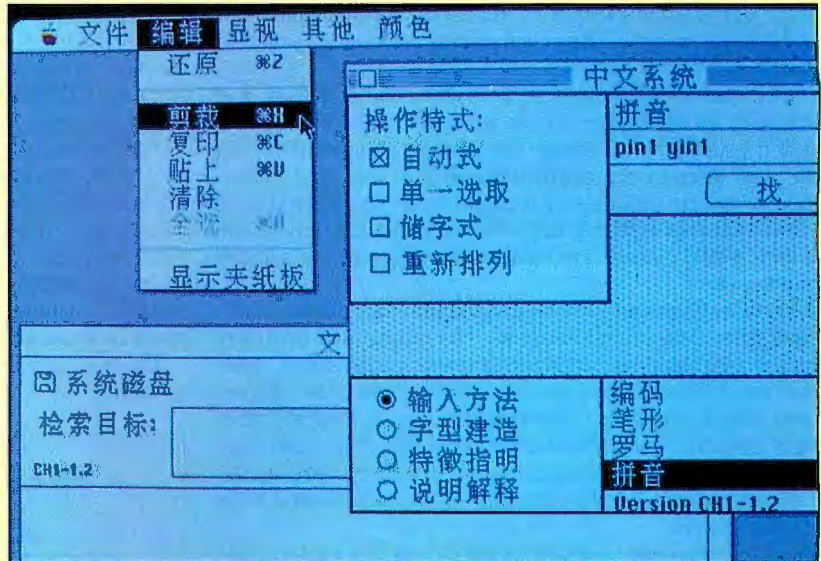 文件 编辑 显视 其他 颜色
还原 ⌘Z
剪裁 ⌘X
复印 ⌘C
贴上 ⌘V
清除
全选
显示夹纸板
中文系统
操作特式:
☒ 自动式
□ 单一选取
□ 储字式
□ 重新排列
拼音
pin1 yin1
找
文
系统磁盘
检索目标:
CH1-1.2
◉ 输入方法
○ 字型建造
○ 特徵指明
○ 说明解释
编码
笔形
罗马
拼音
Version CH1-1.2